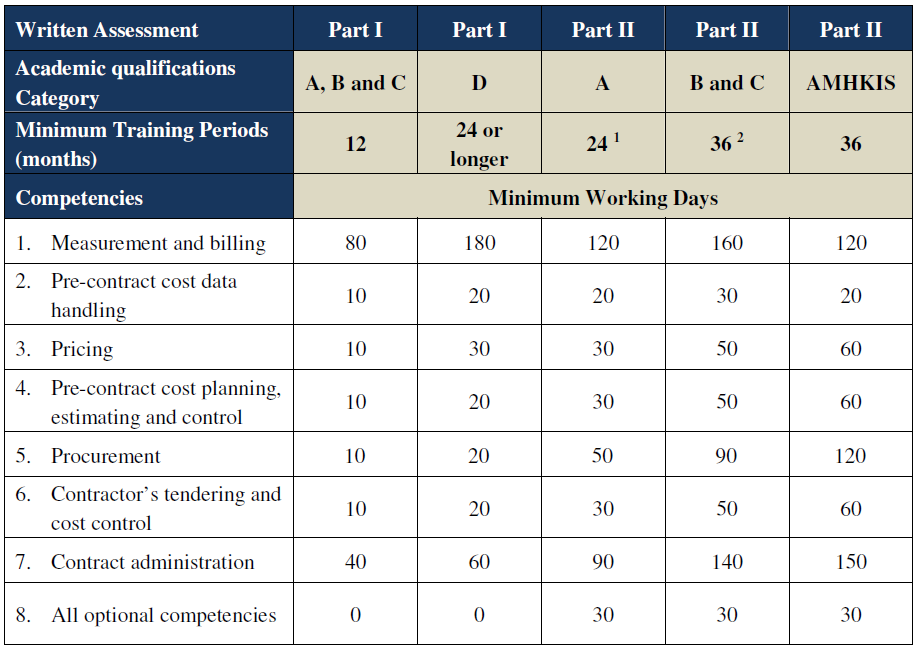 Written Assessment Part I Part I Part II Part II Part II
Academic qualifications Category A, B and C D A B and C AMHKIS
Minimum Training Periods (months) 12 24 or longer 24 1 36 2 36
Competencies Minimum Working Days
1. Measurement and billing 80 180 120 160 120
2. Pre-contract cost data handling 10 20 20 30 20
3. Pricing 10 30 30 50 60
4. Pre-contract cost planning, estimating and control 10 20 30 50 60
5. Procurement 10 20 50 90 120
6. Contractor’s tendering and cost control 10 20 30 50 60
7. Contract administration 40 60 90 140 150
8. All optional competencies 0 0 30 30 30